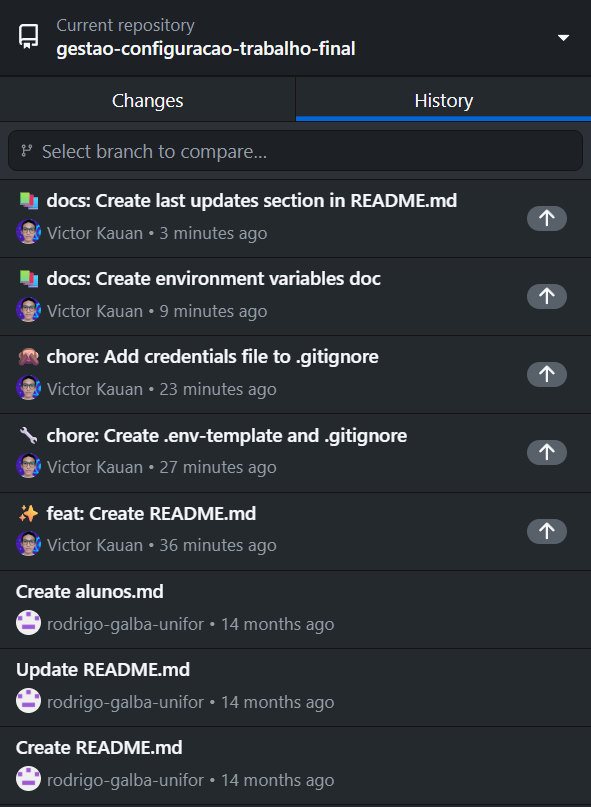 Current repository
gestao-configuracao-trabalho-final
Changes
History
Select branch to compare...
docs: Create last updates section in README.md
Victor Kauan • 3 minutes ago
docs: Create environment variables doc
Victor Kauan • 9 minutes ago
chore: Add credentials file to .gitignore
Victor Kauan • 23 minutes ago
chore: Create .env-template and .gitignore
Victor Kauan • 27 minutes ago
feat: Create README.md
Victor Kauan • 36 minutes ago
Create alunos.md
rodrigo-galba-unifor • 14 months ago
Update README.md
rodrigo-galba-unifor • 14 months ago
Create README.md
rodrigo-galba-unifor • 14 months ago